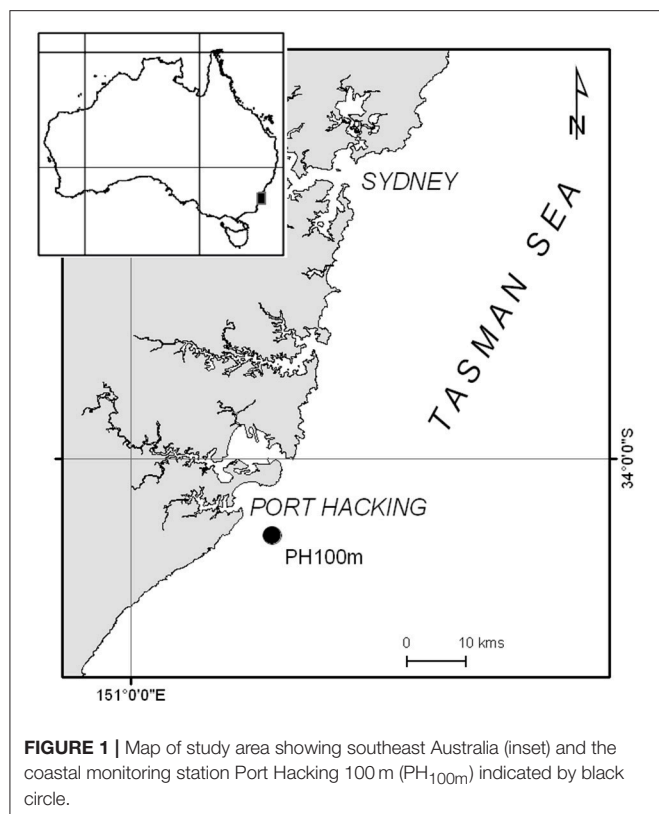 N
SYDNEY
TASMAN SEA
34°0'0"S
PORT HACKING
PH100m
0 10 kms
151°0'0"E
FIGURE 1 | Map of study area showing southeast Australia (inset) and the
coastal monitoring station Port Hacking 100 m (PH100m) indicated by black
circle.